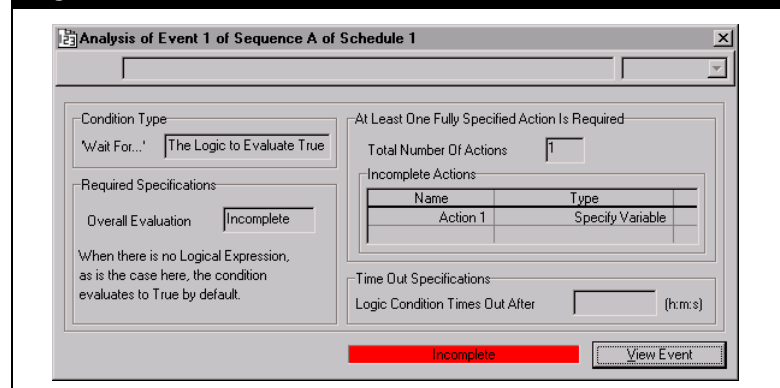 Analysis of Event 1 of Sequence A of Schedule 1
Condition Type
'Wait For...' The Logic to Evaluate True
Required Specifications
Overall Evaluation Incomplete
When there is no Logical Expression,
as is the case here, the condition
evaluates to True by default.
At Least One Fully Specified Action Is Required
Total Number Of Actions 1
Incomplete Actions
Name Type
Action 1 Specify Variable
Time Out Specifications
Logic Condition Times Out After (h:m:s)
Incomplete View Event